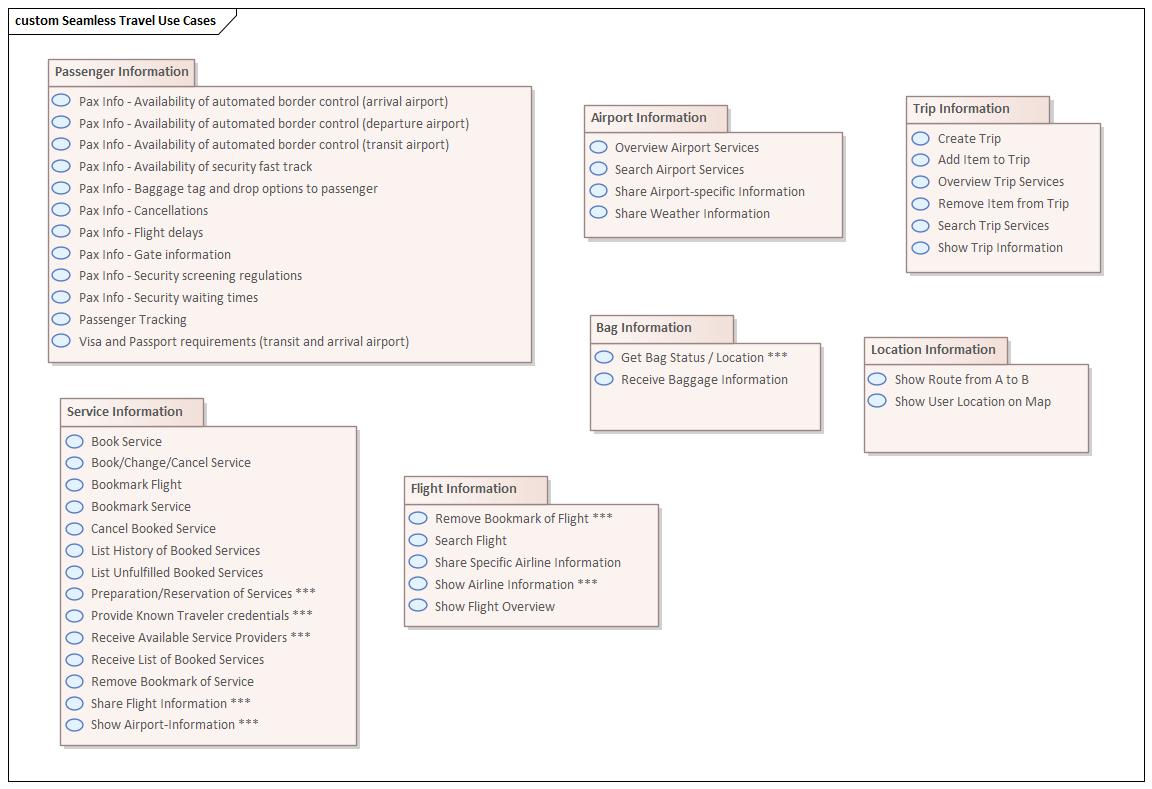 custom Seamless Travel Use Cases
Passenger Information
Pax Info - Availability of automated border control (arrival airport)
Pax Info - Availability of automated border control (departure airport)
Pax Info - Availability of automated border control (transit airport)
Pax Info - Availability of security fast track
Pax Info - Baggage tag and drop options to passenger
Pax Info - Cancellations
Pax Info - Flight delays
Pax Info - Gate information
Pax Info - Security screening regulations
Pax Info - Security waiting times
Passenger Tracking
Visa and Passport requirements (transit and arrival airport)
Airport Information
Overview Airport Services
Search Airport Services
Share Airport-specific Information
Share Weather Information
Trip Information
Create Trip
Add Item to Trip
Overview Trip Services
Remove Item from Trip
Search Trip Services
Show Trip Information
Bag Information
Get Bag Status / Location ***
Receive Baggage Information
Location Information
Show Route from A to B
Show User Location on Map
Service Information
Book Service
Book/Change/Cancel Service
Bookmark Flight
Bookmark Service
Cancel Booked Service
List History of Booked Services
List Unfulfilled Booked Services
Preparation/Reservation of Services ***
Provide Known Traveler credentials ***
Receive Available Service Providers ***
Receive List of Booked Services
Remove Bookmark of Service
Share Flight Information ***
Show Airport-Information ***
Flight Information
Remove Bookmark of Flight ***
Search Flight
Share Specific Airline Information
Show Airline Information ***
Show Flight Overview